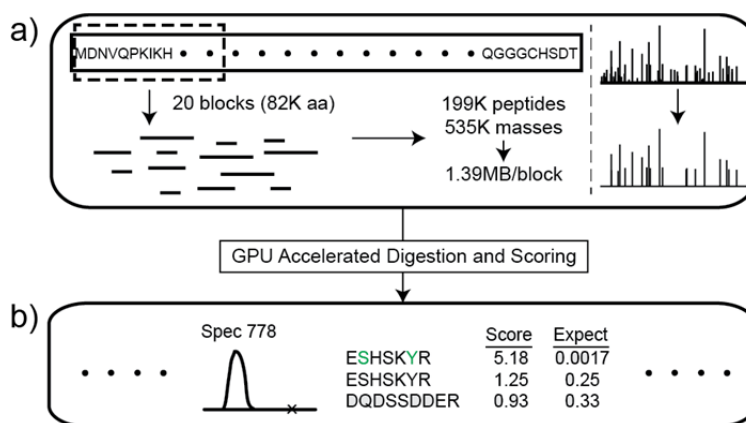 a)
MDNVQPKIKH • • • • • • • • • • • • QGGGCHSDT
20 blocks (82K aa)
199K peptides
535K masses
1.39MB/block
GPU Accelerated Digestion and Scoring
b)
Spec 778
Score Expect
ESHSKYR 5.18 0.0017
ESHSKYR 1.25 0.25
DQDSSDDER 0.93 0.33
x